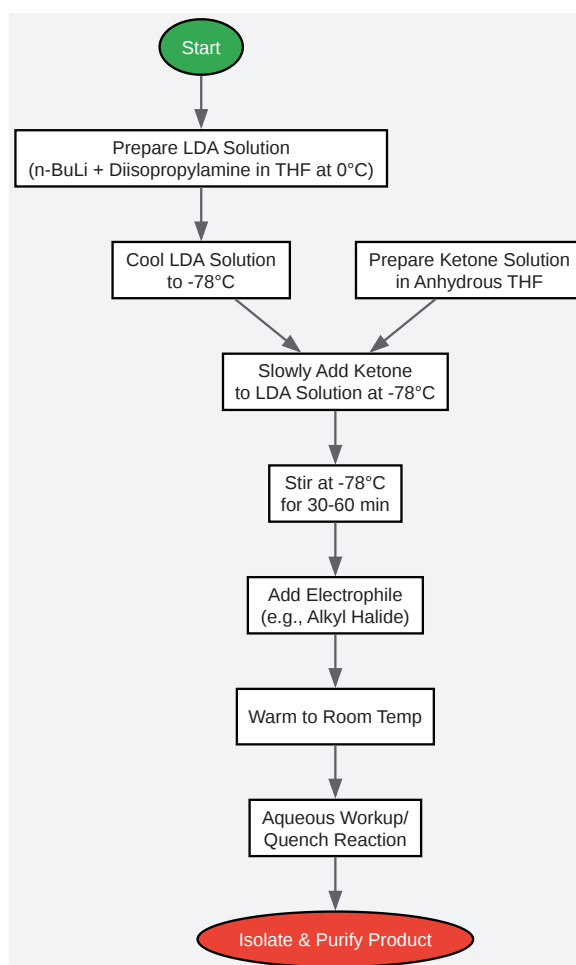 Start
Prepare LDA Solution
(n-BuLi + Diisopropylamine in THF at 0°C)
Cool LDA Solution
to -78°C
Prepare Ketone Solution
in Anhydrous THF
Slowly Add Ketone
to LDA Solution at -78°C
Stir at -78°C
for 30-60 min
Add Electrophile
(e.g., Alkyl Halide)
Warm to Room Temp
Aqueous Workup/
Quench Reaction
Isolate & Purify Product